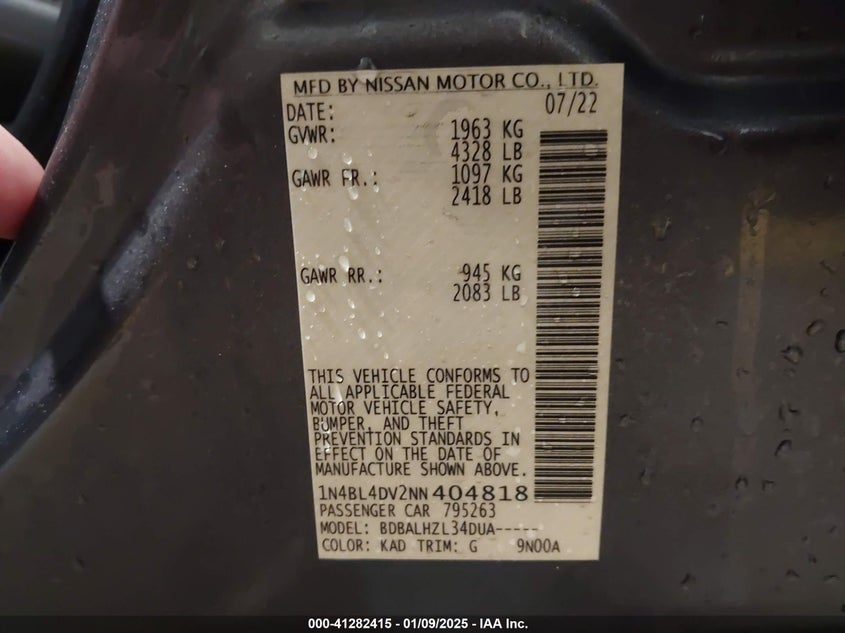 MFD BY NISSAN MOTOR CO., LTD.
DATE: 07/22
GVWR: 1963 KG
4328 LB
GAWR FR.: 1097 KG
2418 LB
GAWR RR.: 945 KG
2083 LB
THIS VEHICLE CONFORMS TO
ALL APPLICABLE FEDERAL
MOTOR VEHICLE SAFETY,
BUMPER, AND THEFT
PREVENTION STANDARDS IN
EFFECT ON THE DATE OF
MANUFACTURE SHOWN ABOVE.
1N4BL4DV2NN404818
PASSENGER CAR 795263
MODEL: BDBALHZL34DUA-----
COLOR: KAD TRIM: G 9N00A
000-41282415 - 01/09/2025 - IAA Inc.